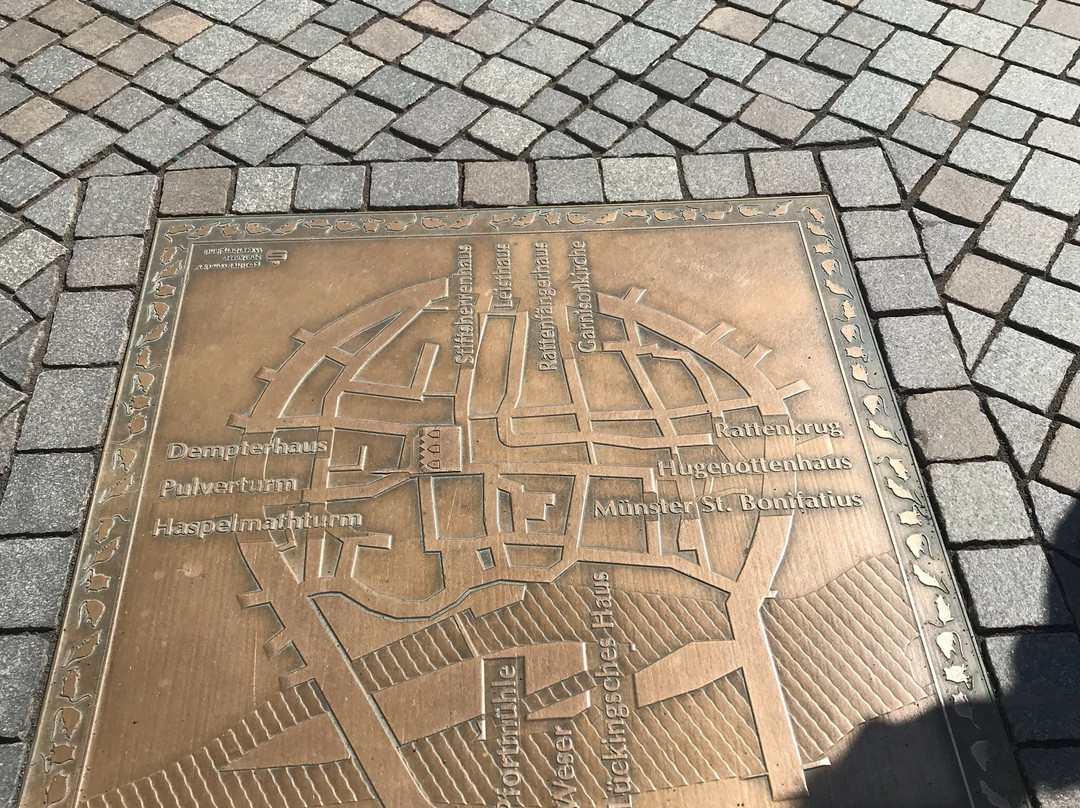 Stiftsherrenhaus
Leisthaus
Rattenfängerhaus
Garnisonkirche
Dempterhaus
Pulverturm
Haspelmathturm
Rattenkrug
Hugenottenhaus
Münster St. Bonifatius
Pfortmühle
Weser
Lückingsches Haus